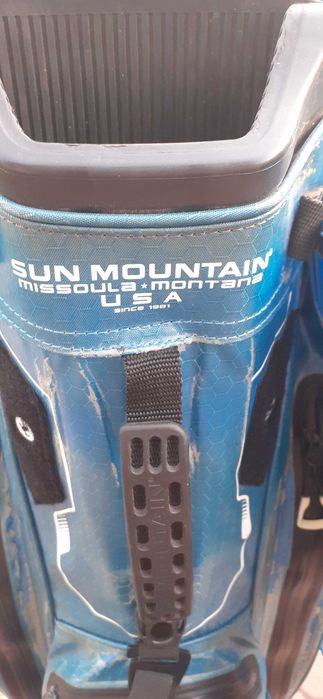 SUN MOUNTAIN®
MISSOULA ★ MONTANA
USA
SINCE 1981